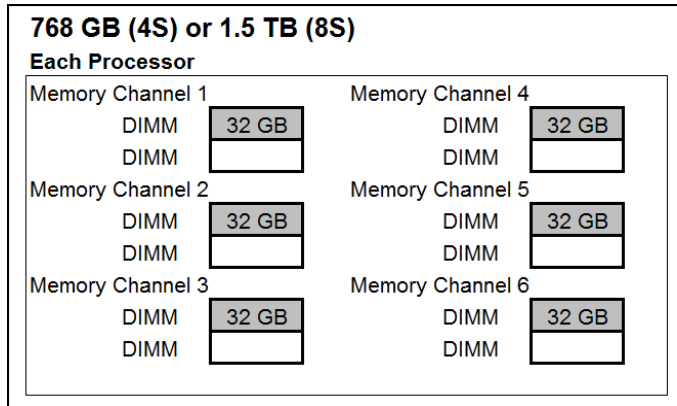 768 GB (4S) or 1.5 TB (8S)
Each Processor
Memory Channel 1
DIMM 32 GB
DIMM
Memory Channel 2
DIMM 32 GB
DIMM
Memory Channel 3
DIMM 32 GB
DIMM
Memory Channel 4
DIMM 32 GB
DIMM
Memory Channel 5
DIMM 32 GB
DIMM
Memory Channel 6
DIMM 32 GB
DIMM